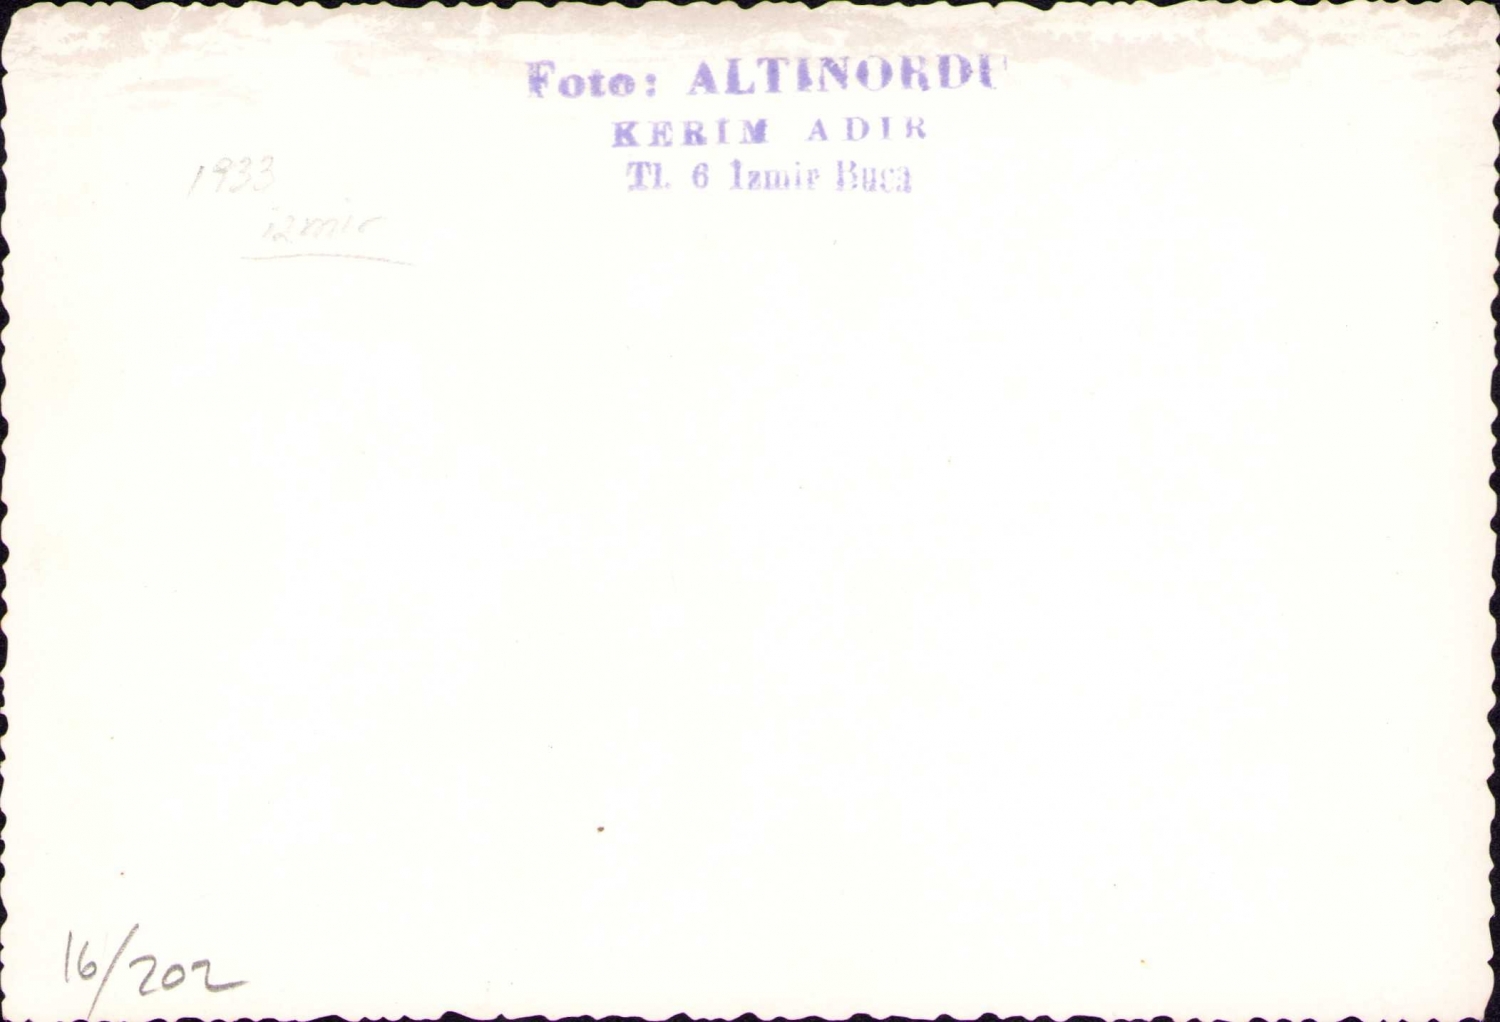 Foto: ALTINORDU
KERİM ADIR
Tl. 6 İzmir Buca
1933
izmir
16/202